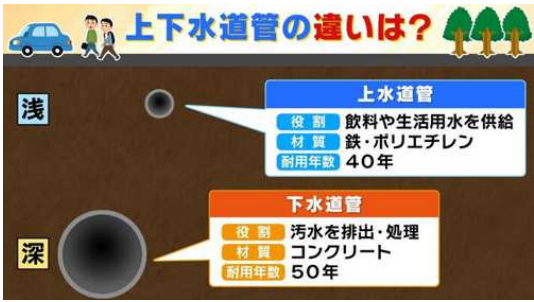 上下水道管の違いは？
浅
上水道管
役割 飲料や生活用水を供給
材質 鉄・ポリエチレン
耐用年数 40年
下水道管
深
役割 汚水を排出・処理
材質 コンクリート
耐用年数 50年